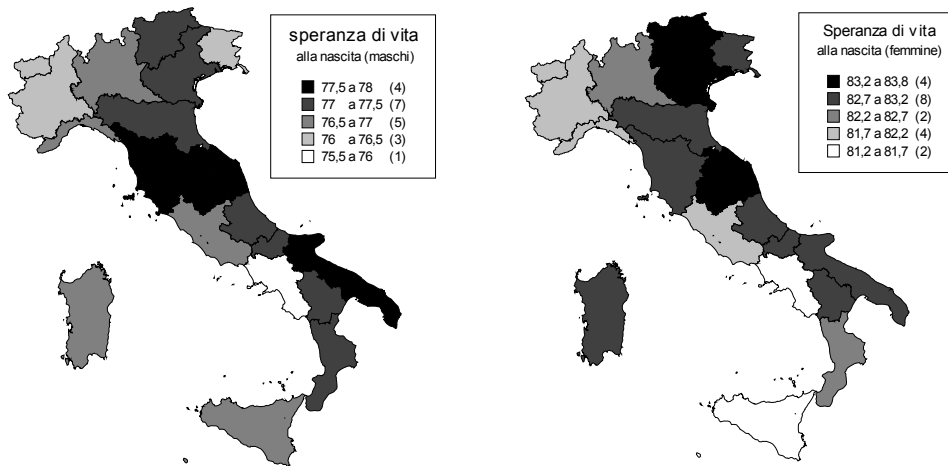 speranza di vita
alla nascita (maschi)
77,5 a 78 (4)
77 a 77,5 (7)
76,5 a 77 (5)
76 a 76,5 (3)
75,5 a 76 (1)
Speranza di vita
alla nascita (femmine)
83,2 a 83,8 (4)
82,7 a 83,2 (8)
82,2 a 82,7 (2)
81,7 a 82,2 (4)
81,2 a 81,7 (2)